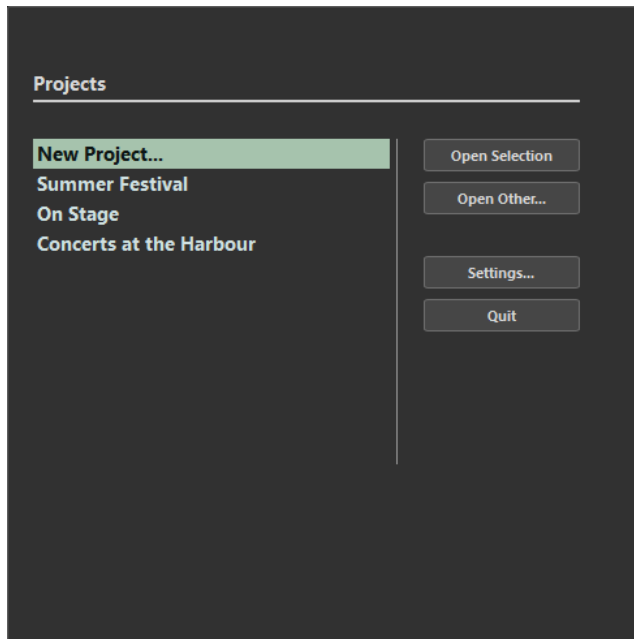 Projects
New Project...
Summer Festival
On Stage
Concerts at the Harbour
Open Selection
Open Other...
Settings...
Quit